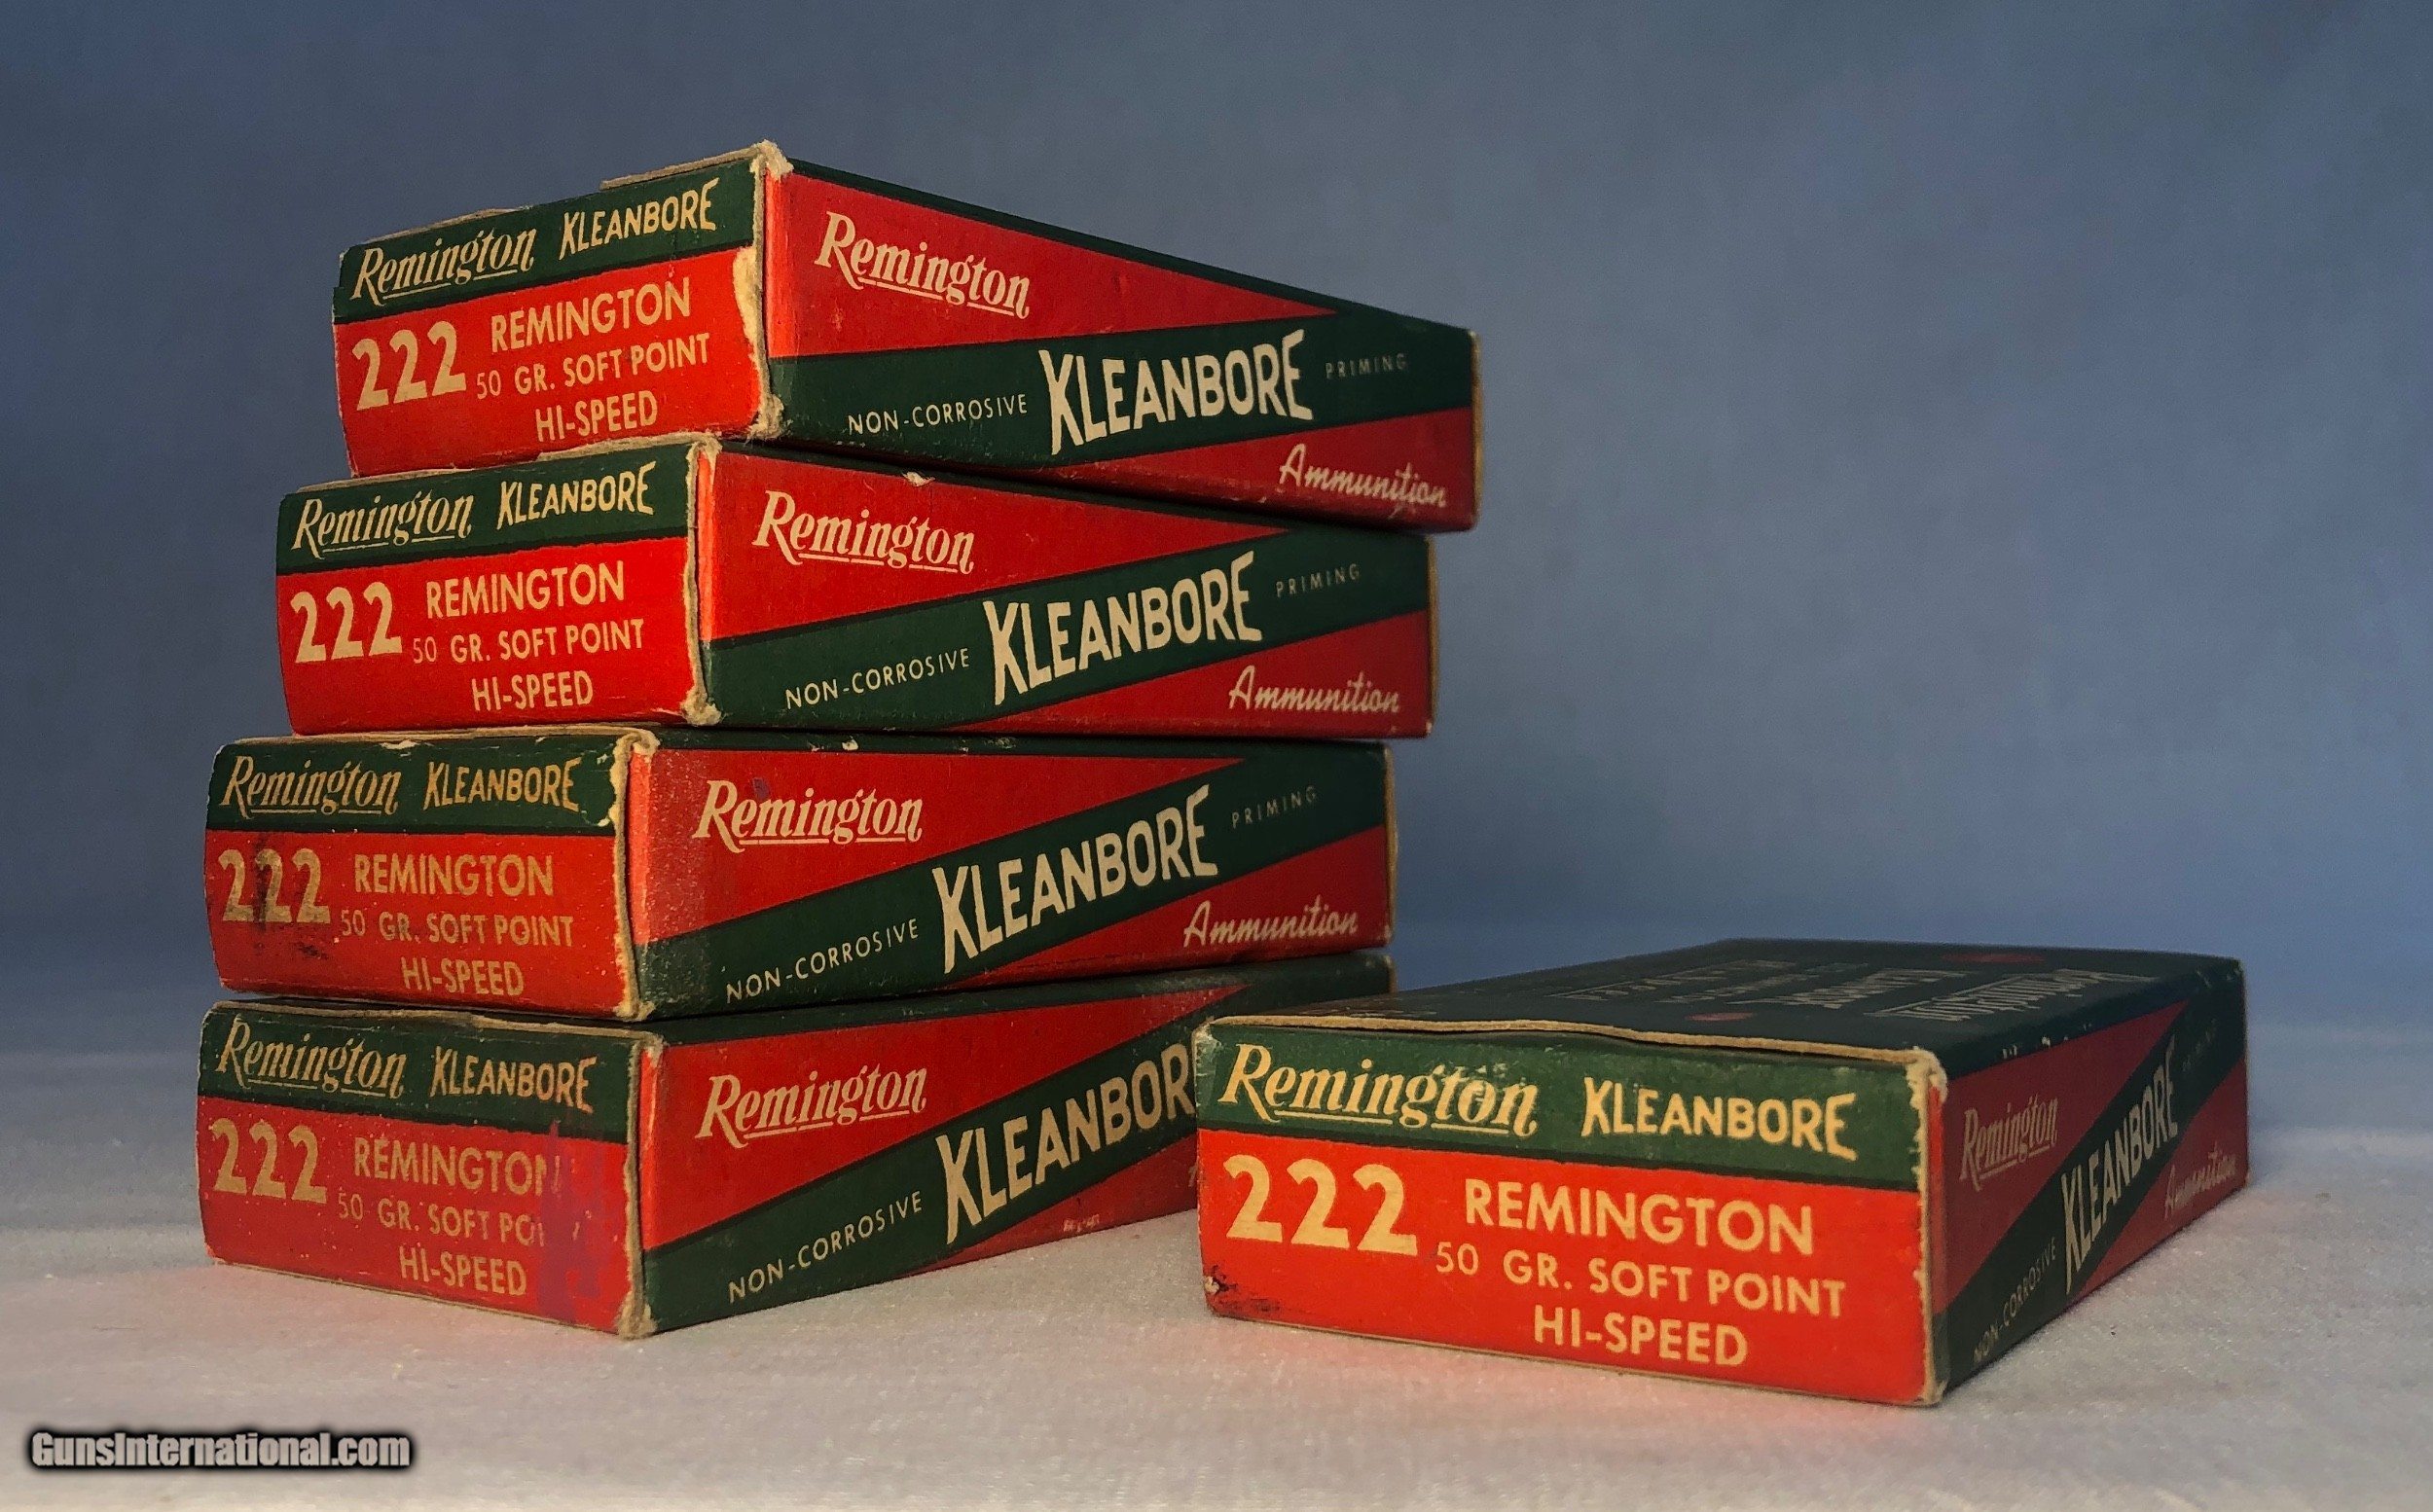 Remington KLEANBORE
222 REMINGTON
50 GR. SOFT POINT
HI-SPEED
Remington
NON-CORROSIVE KLEANBORE PRIMING
Ammunition
Remington KLEANBORE
222 REMINGTON
50 GR. SOFT POINT
HI-SPEED
Remington
NON-CORROSIVE KLEANBORE PRIMING
Ammunition
Remington KLEANBORE
222 REMINGTON
50 GR. SOFT POINT
HI-SPEED
Remington
NON-CORROSIVE KLEANBORE PRIMING
Ammunition
Remington KLEANBORE
222 REMINGTON
50 GR. SOFT POI
HI-SPEED
Remington
NON-CORROSIVE KLEANBOR
Remington KLEANBORE
222 REMINGTON
50 GR. SOFT POINT
HI-SPEED
Remington
NON-CORROSIVE KLEANBORE
Ammunition
GunsInternational.com